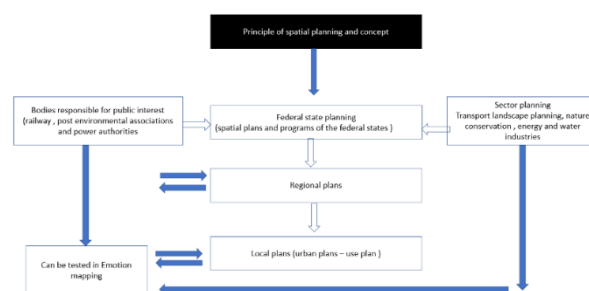 Principle of spatial planning and concept
Bodies responsible for public interest
(railway , post environmental associations
and power authorities
Federal state planning
(spatial plans and programs of the federal states )
Sector planning
Transport landscape planning, nature
conservation , energy and water
industries
Regional plans
Local plans (urban plans – use plan )
Can be tested in Emotion
mapping